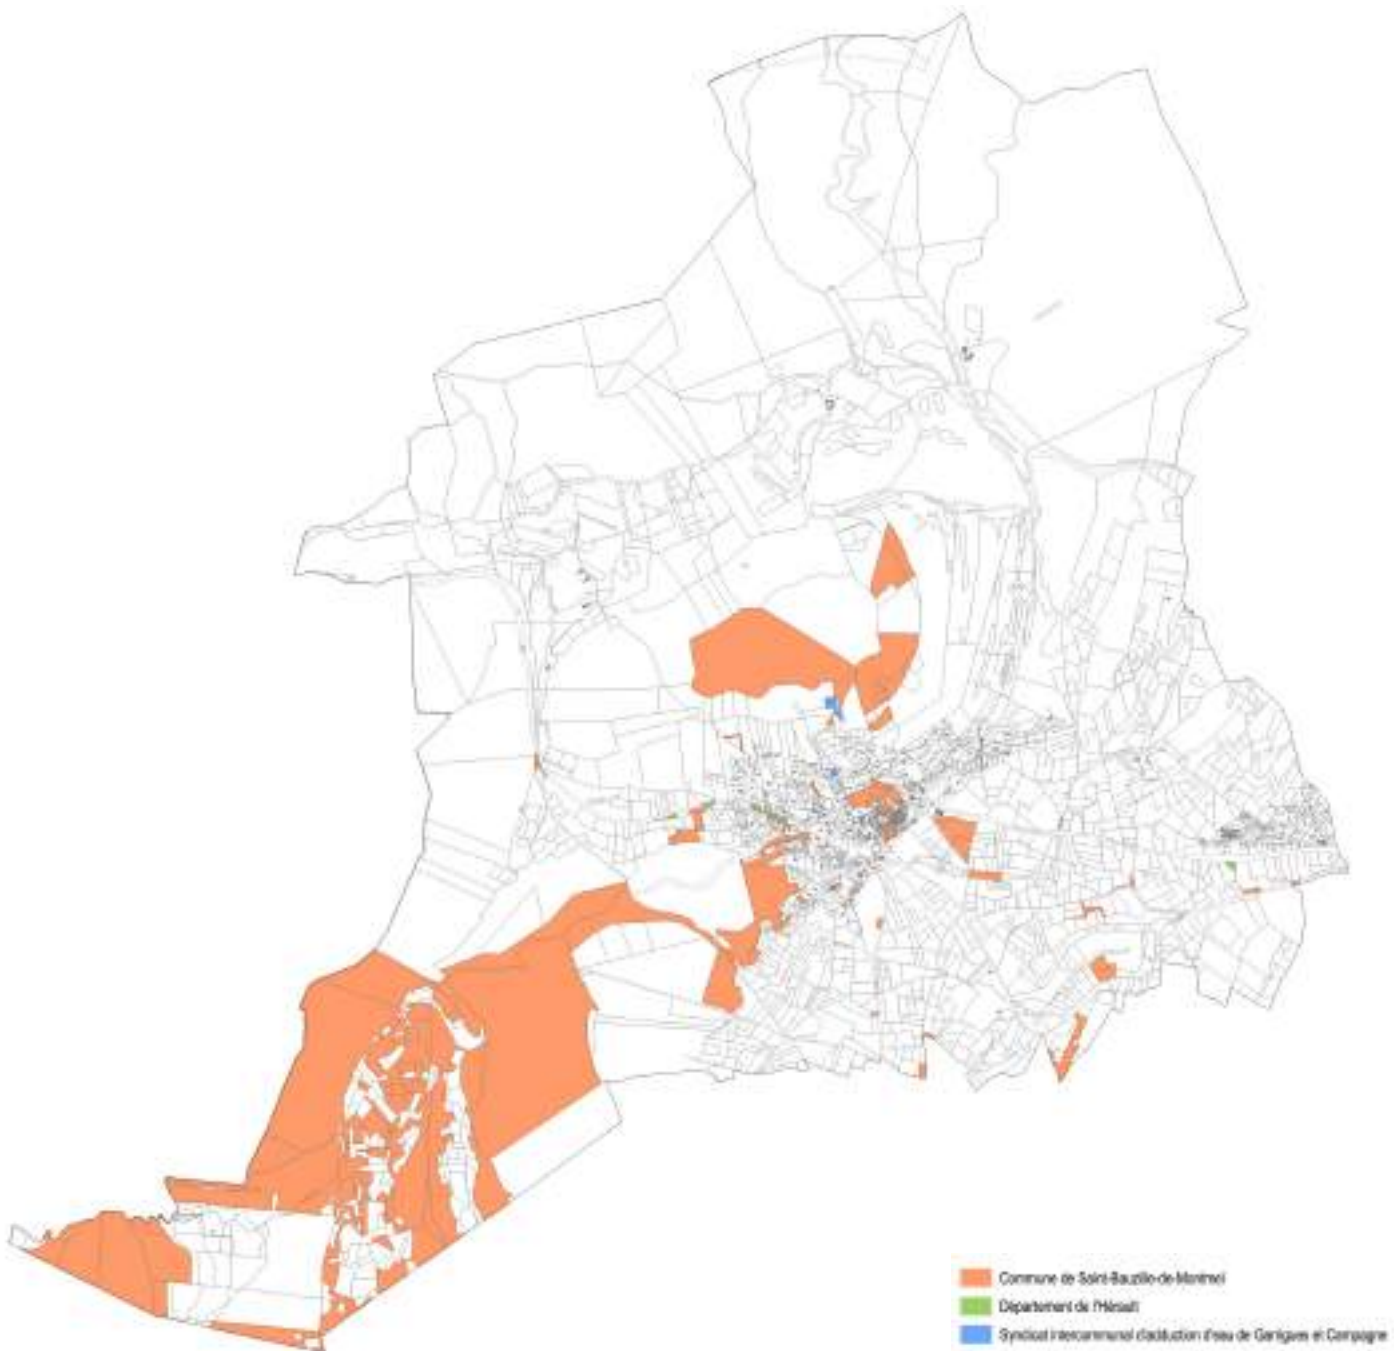 Commune de Saint-Bauzille-de-Montmel
Département de l'Hérault
Syndicat intercommunal d'adduction d'eau de Garrigues et Campagne